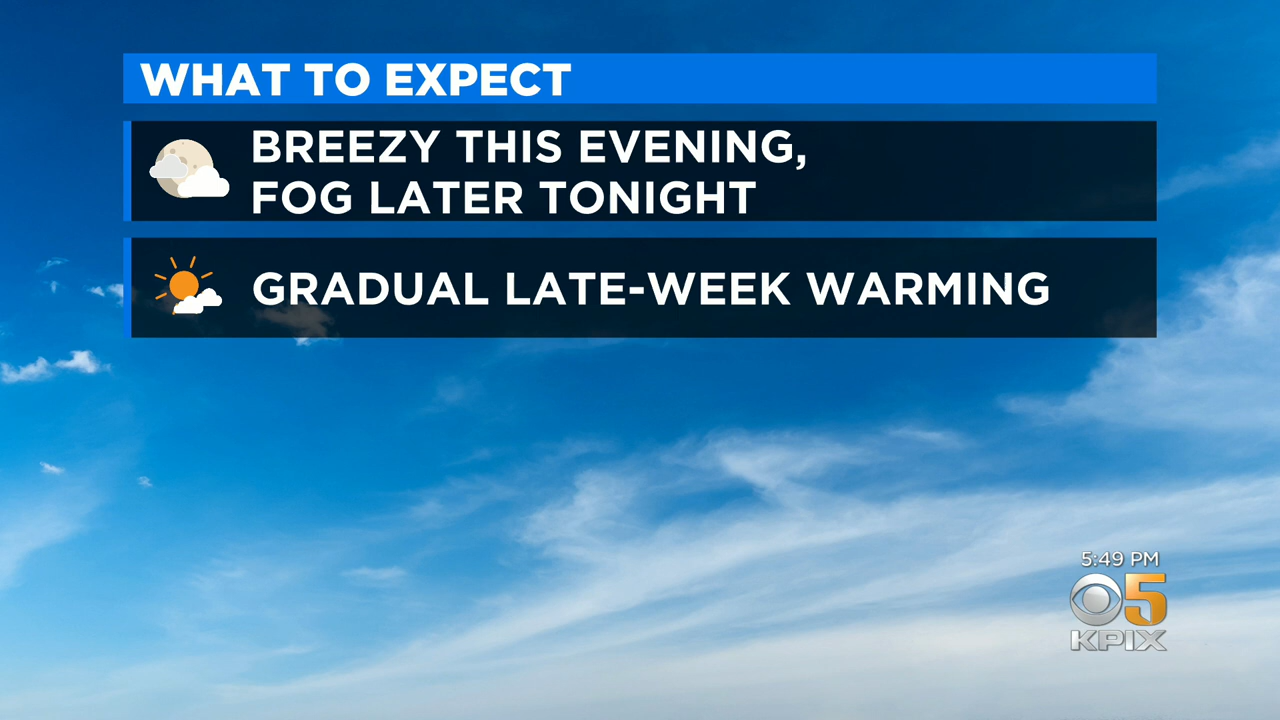 WHAT TO EXPECT
BREEZY THIS EVENING,
FOG LATER TONIGHT
GRADUAL LATE-WEEK WARMING
5:49 PM
5
KPIX